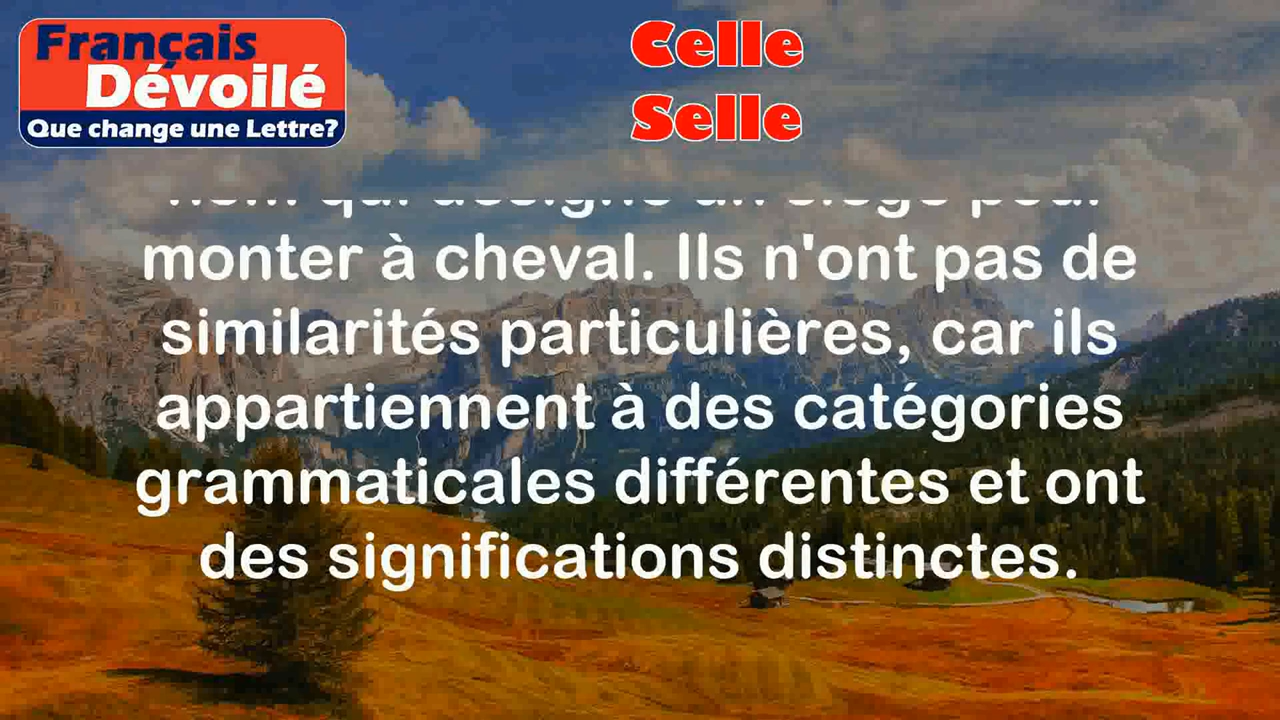 Français
Dévoilé
Que change une Lettre?
Celle
Selle
monter à cheval. Ils n'ont pas de
similarités particulières, car ils
appartiennent à des catégories
grammaticales différentes et ont
des significations distinctes.